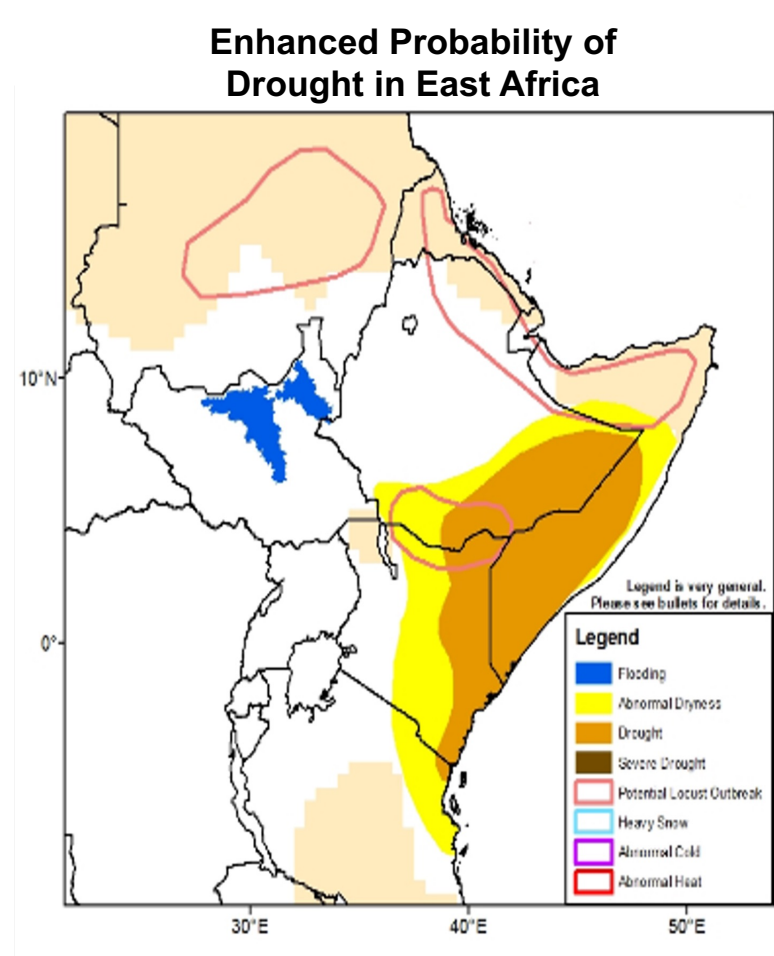 Enhanced Probability of
Drought in East Africa
10°N
0°
30°E
40°E
50°E
Legend is very general.
Please see bullets for details.
Legend
Flooding
Abnormal Dryness
Drought
Severe Drought
Potential Locust Outbreak
Heavy Snow
Abnormal Cold
Abnormal Heat